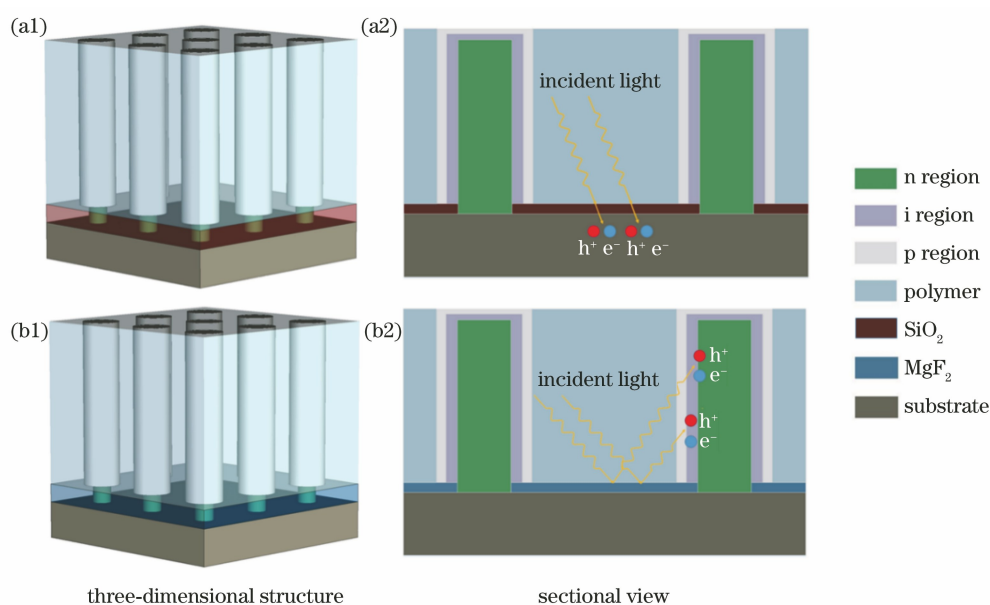 (a1)
(a2)
incident light
h⁺ e⁻ h⁺ e⁻
n region
i region
p region
polymer
SiO₂
MgF₂
substrate
(b1)
(b2)
incident light
h⁺
e⁻
h⁺
e⁻
three-dimensional structure
sectional view